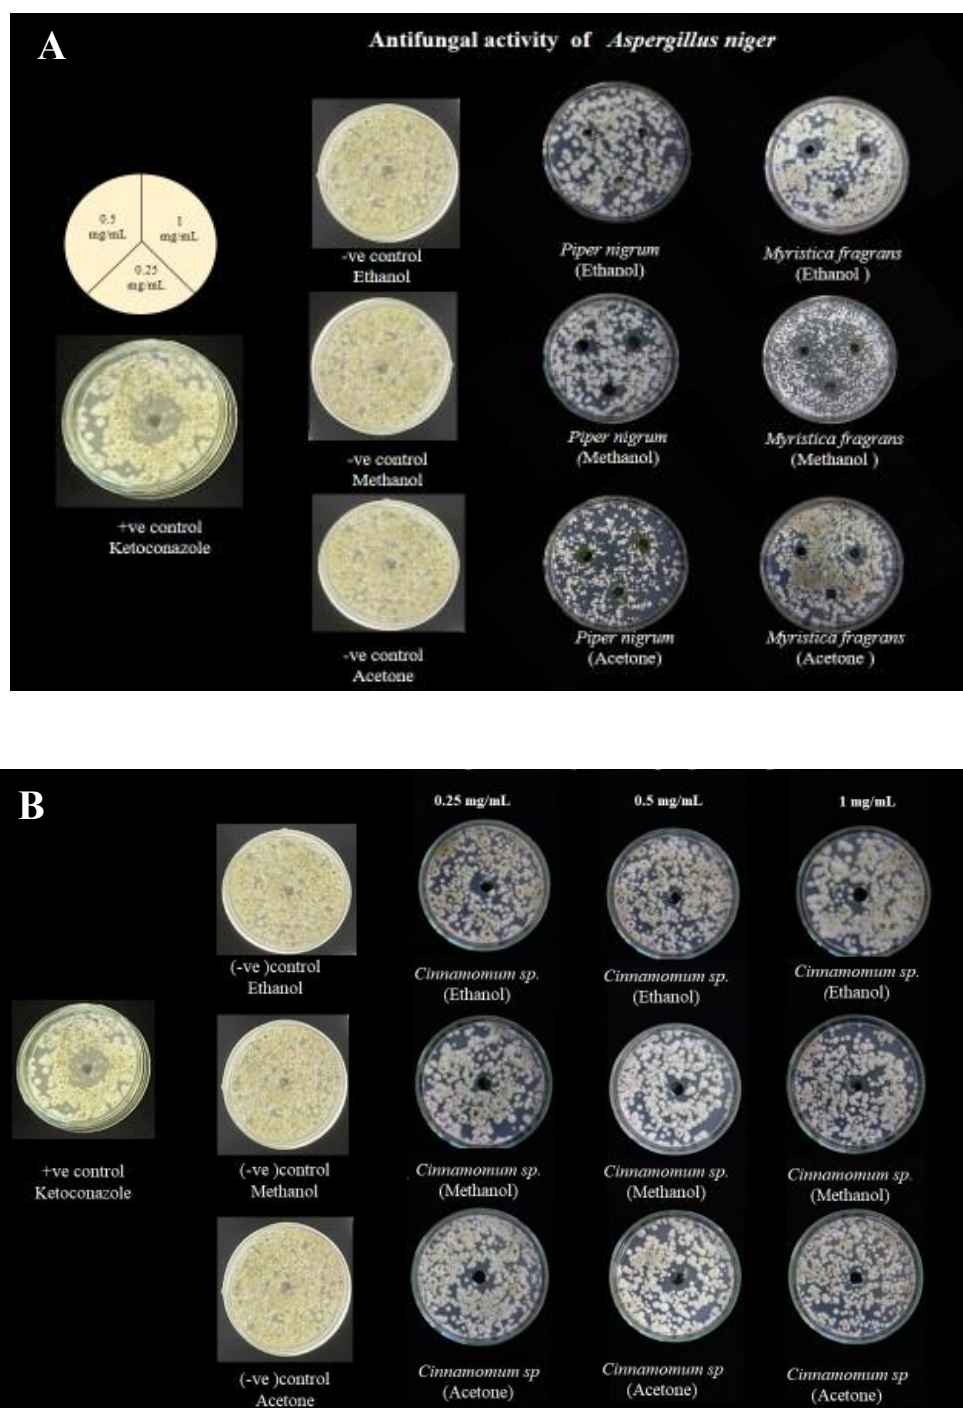 A
Antifungal activity of Aspergillus niger
0.5
mg/mL
1
mg/mL
0.25
mg/mL
-ve control
Ethanol
Piper nigrum
(Ethanol)
Myristica fragrans
(Ethanol )
+ve control
Ketoconazole
-ve control
Methanol
Piper nigrum
(Methanol)
Myristica fragrans
(Methanol )
-ve control
Acetone
Piper nigrum
(Acetone)
Myristica fragrans
(Acetone )
B
0.25 mg/mL
0.5 mg/mL
1 mg/mL
(-ve )control
Ethanol
Cinnamomum sp.
(Ethanol)
Cinnamomum sp.
(Ethanol)
Cinnamomum sp.
(Ethanol)
+ve control
Ketoconazole
(-ve )control
Methanol
Cinnamomum sp.
(Methanol)
Cinnamomum sp.
(Methanol)
Cinnamomum sp.
(Methanol)
(-ve )control
Acetone
Cinnamomum sp
(Acetone)
Cinnamomum sp
(Acetone)
Cinnamomum sp
(Acetone)